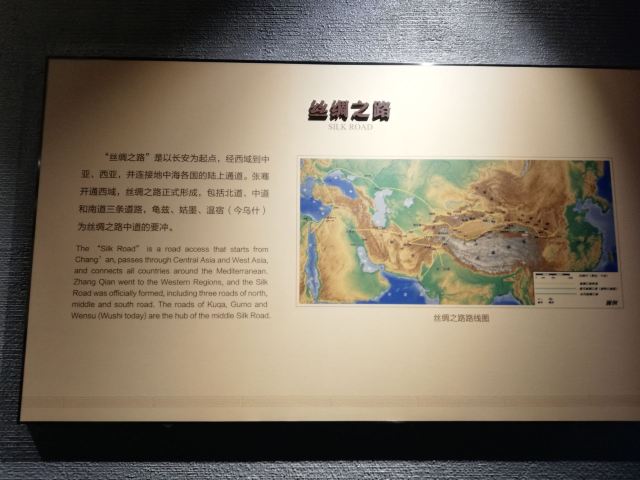 丝绸之路
SILK ROAD
“丝绸之路”是以长安为起点，经西域到中
亚、西亚，并连接地中海各国的陆上通道。张骞
开通西域，丝绸之路正式形成，包括北道、中道
和南道三条道路，龟兹、姑墨、温宿（今乌什）
为丝绸之路中道的要冲。
The “Silk Road” is a road access that starts from
Chang’an, passes through Central Asia and West Asia,
and connects all countries around the Mediterranean.
Zhang Qian went to the Western Regions, and the Silk
Road was officially formed, including three roads of north,
middle and south road. The roads of Kuqa, Gumo and
Wensu (Wushi today) are the hub of the middle Silk Road.
图例
丝绸之路路线图